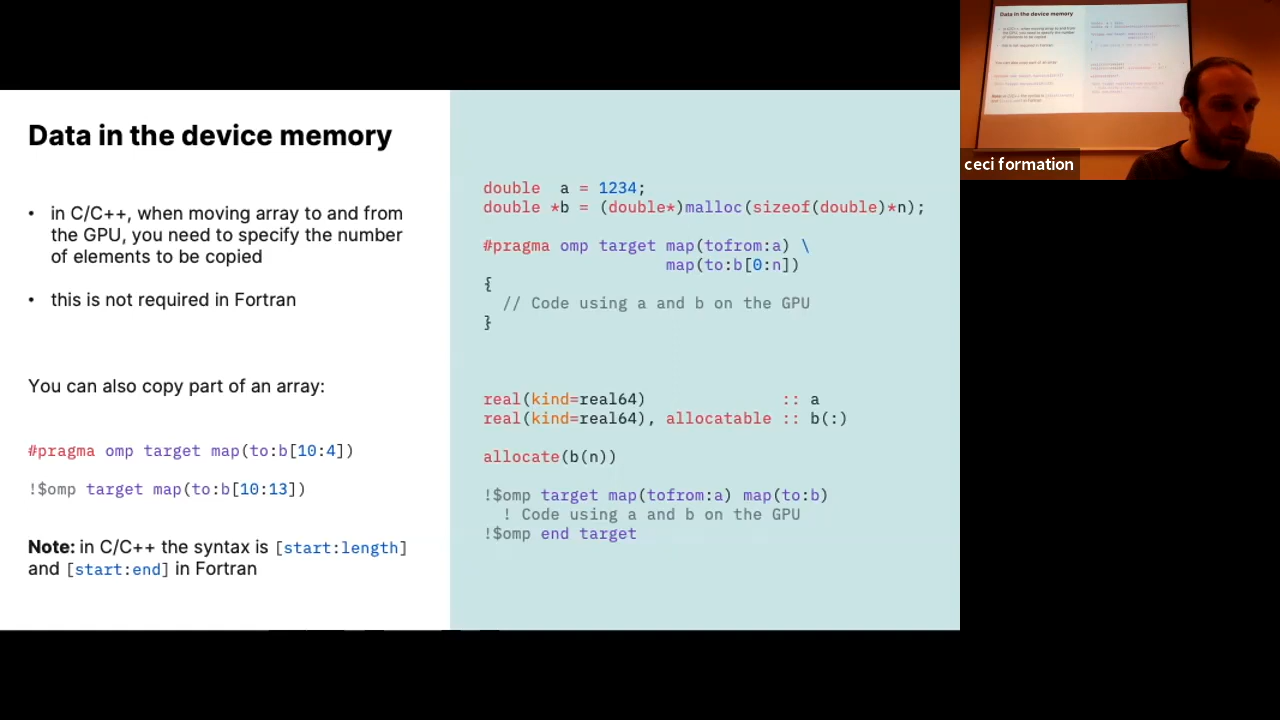 Data in the device memory
• in C/C++, when moving array to and from
the GPU, you need to specify the number
of elements to be copied
• this is not required in Fortran
You can also copy part of an array:
#pragma omp target map(to:b[10:4])
!$omp target map(to:b[10:13])
Note: in C/C++ the syntax is [start:length]
and [start:end] in Fortran
double  a = 1234;
double *b = (double*)malloc(sizeof(double)*n);
#pragma omp target map(tofrom:a) \
                   map(to:b[0:n])
{
  // Code using a and b on the GPU
}
real(kind=real64)              :: a
real(kind=real64), allocatable :: b(:)
allocate(b(n))
!$omp target map(tofrom:a) map(to:b)
  ! Code using a and b on the GPU
!$omp end target
Data in the device memory
ceci formation